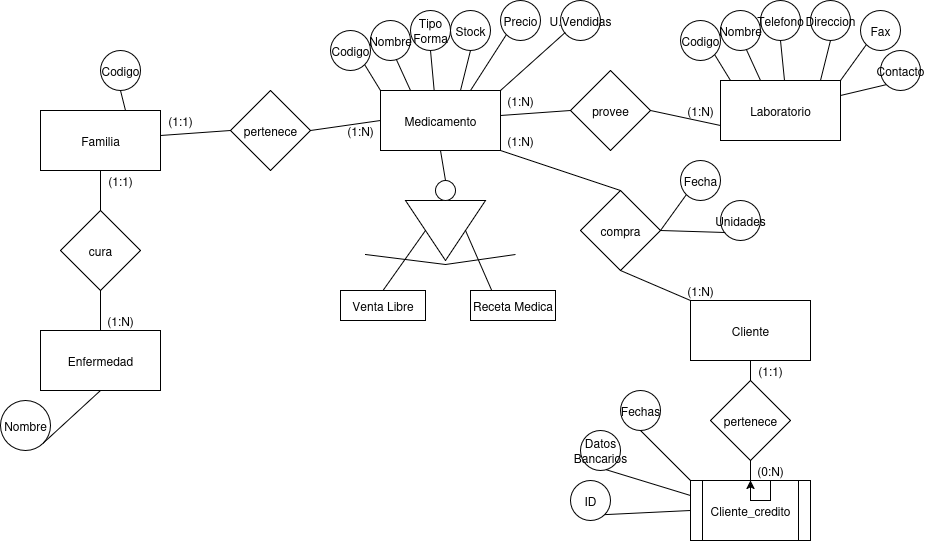 Codigo
Nombre
Tipo
Forma
Stock
Precio
U.Vendidas
Codigo
Nombre
Telefono
Direccion
Fax
Contacto
Codigo
Familia
(1:1)
pertenece
(1:N)
Medicamento
(1:N)
provee
(1:N)
Laboratorio
(1:N)
(1:1)
Fecha
Unidades
cura
compra
Venta Libre
Receta Medica
(1:N)
(1:N)
Enfermedad
Cliente
Nombre
(1:1)
Fechas
pertenece
Datos
Bancarios
(0:N)
ID
Cliente_credito